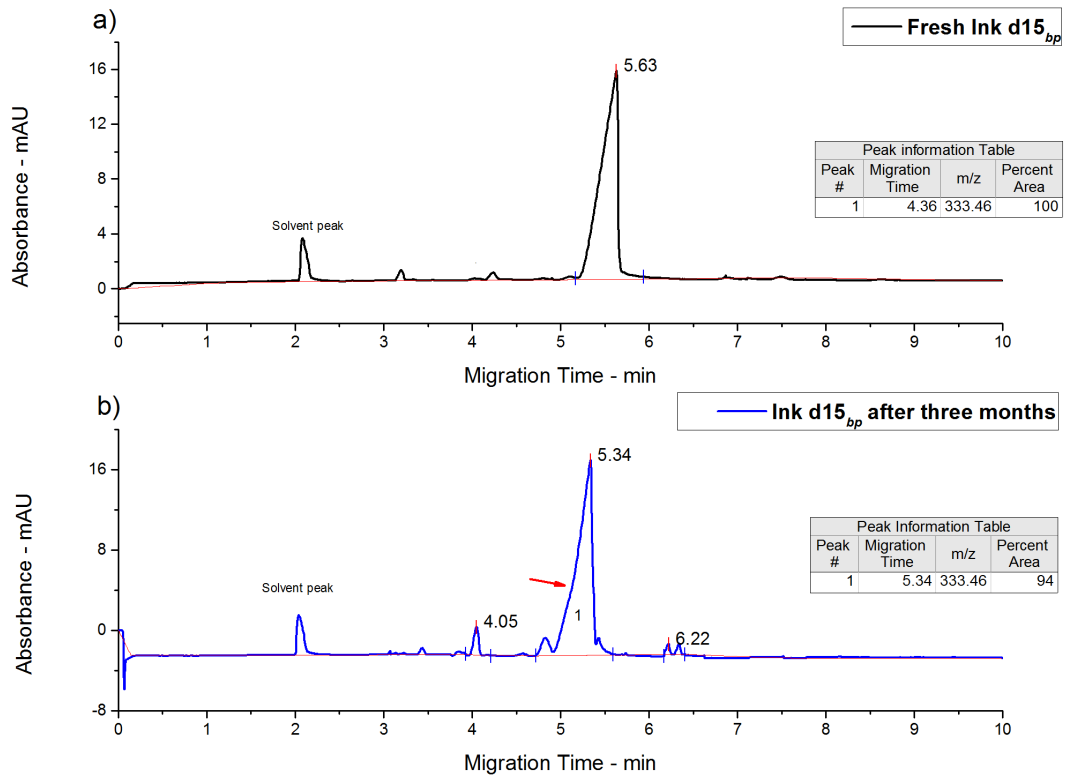 a)
Fresh Ink d15bp
Absorbance - mAU
16
12
8
4
0
5.63
Solvent peak
Peak information Table
Peak # Migration Time m/z Percent Area
1 4.36 333.46 100
0 1 2 3 4 5 6 7 8 9 10
Migration Time - min
b)
Ink d15bp after three months
Absorbance - mAU
16
8
0
-8
5.34
Solvent peak
4.05
1
6.22
Peak Information Table
Peak # Migration Time m/z Percent Area
1 5.34 333.46 94
0 1 2 3 4 5 6 7 8 9 10
Migration Time - min